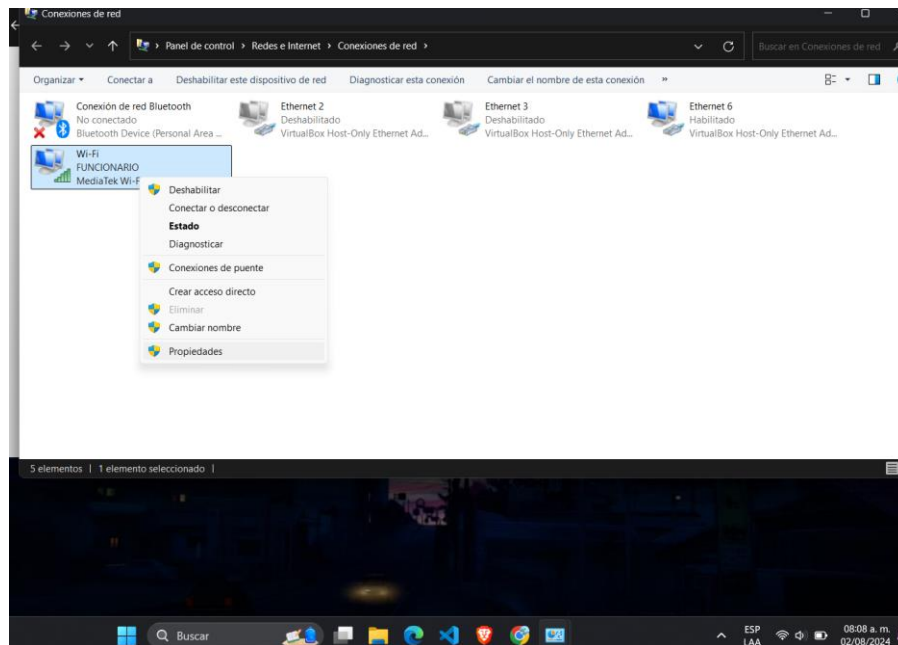 Conexiones de red
Panel de control > Redes e Internet > Conexiones de red >
Buscar en Conexiones de red
Organizar
Conectar a
Deshabilitar este dispositivo de red
Diagnosticar esta conexión
Cambiar el nombre de esta conexión
»
Conexión de red Bluetooth
No conectado
Bluetooth Device (Personal Area ...
Ethernet 2
Deshabilitado
VirtualBox Host-Only Ethernet Ad...
Ethernet 3
Deshabilitado
VirtualBox Host-Only Ethernet Ad...
Ethernet 6
Habilitado
VirtualBox Host-Only Ethernet Ad...
Wi-Fi
FUNCIONARIO
MediaTek Wi-F
Deshabilitar
Conectar o desconectar
Estado
Diagnosticar
Conexiones de puente
Crear acceso directo
Eliminar
Cambiar nombre
Propiedades
5 elementos | 1 elemento seleccionado |
Buscar
ESP
LAA
08:08 a. m.
02/08/2024